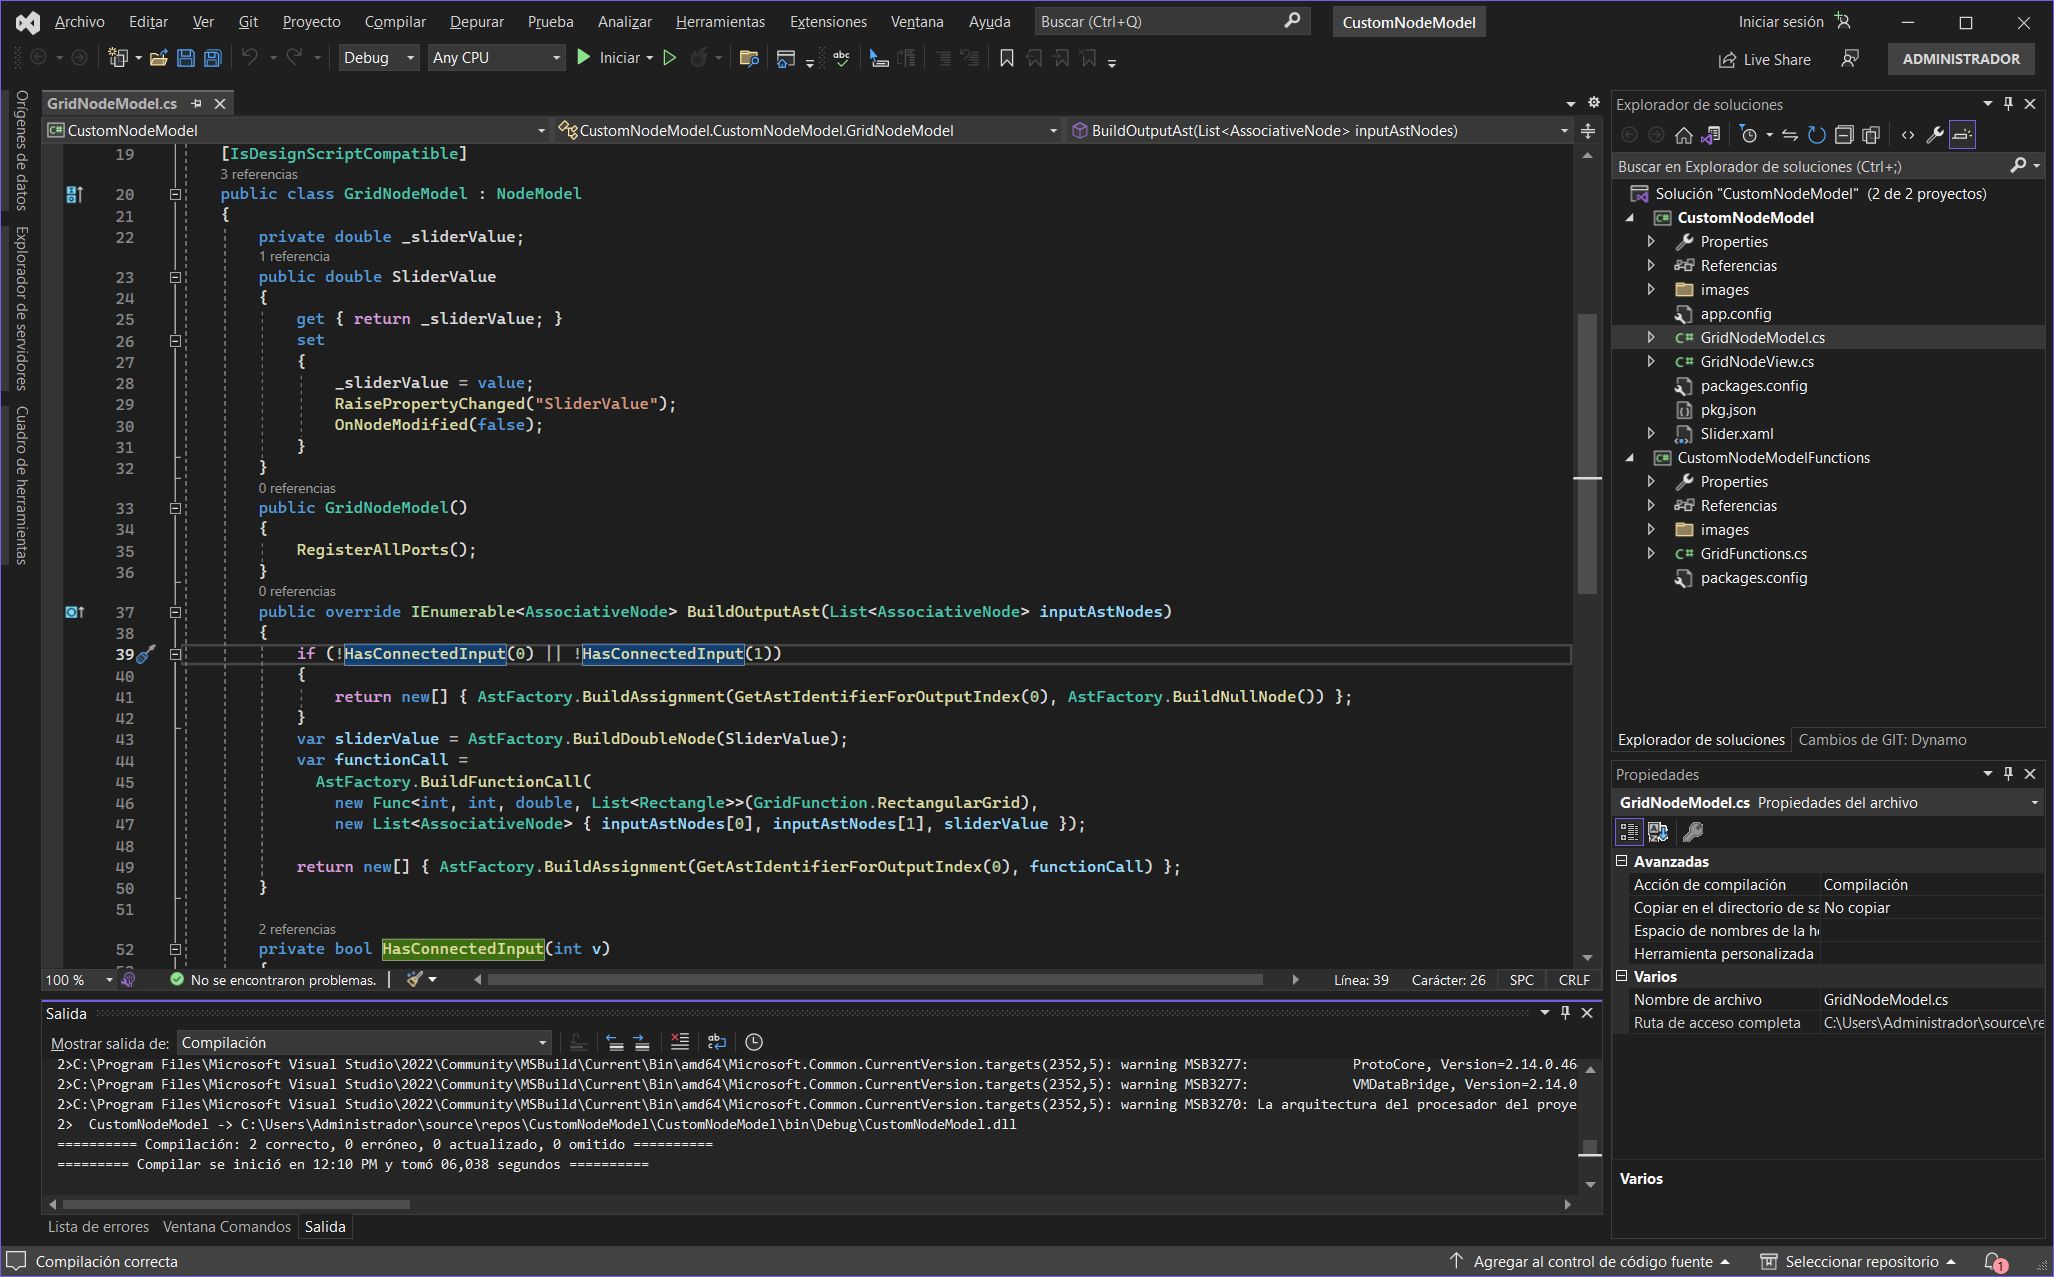 Archivo Editar Ver Git Proyecto Compilar Depurar Prueba Analizar Herramientas Extensiones Ventana Ayuda Buscar (Ctrl+Q) CustomNodeModel Iniciar sesión
Debug Any CPU Iniciar Live Share ADMINISTRADOR
Orígenes de datos
Explorador de servidores
Cuadro de herramientas
GridNodeModel.cs
CustomNodeModel CustomNodeModel.CustomNodeModel.GridNodeModel BuildOutputAst(List<AssociativeNode> inputAstNodes)
19 [IsDesignScriptCompatible]
3 referencias
20 public class GridNodeModel : NodeModel
21 {
22 private double _sliderValue;
1 referencia
23 public double SliderValue
24 {
25 get { return _sliderValue; }
26 set
27 {
28 _sliderValue = value;
29 RaisePropertyChanged("SliderValue");
30 OnNodeModified(false);
31 }
32 }
0 referencias
33 public GridNodeModel()
34 {
35 RegisterAllPorts();
36 }
0 referencias
37 public override IEnumerable<AssociativeNode> BuildOutputAst(List<AssociativeNode> inputAstNodes)
38 {
39 if (!HasConnectedInput(0) || !HasConnectedInput(1))
40 {
41 return new[] { AstFactory.BuildAssignment(GetAstIdentifierForOutputIndex(0), AstFactory.BuildNullNode()) };
42 }
43 var sliderValue = AstFactory.BuildDoubleNode(SliderValue);
44 var functionCall =
45 AstFactory.BuildFunctionCall(
46 new Func<int, int, double, List<Rectangle>>(GridFunction.RectangularGrid),
47 new List<AssociativeNode> { inputAstNodes[0], inputAstNodes[1], sliderValue });
48
49 return new[] { AstFactory.BuildAssignment(GetAstIdentifierForOutputIndex(0), functionCall) };
50 }
51
2 referencias
52 private bool HasConnectedInput(int v)
100 % No se encontraron problemas. Línea: 39 Carácter: 26 SPC CRLF
Salida
Mostrar salida de: Compilación
2>C:\Program Files\Microsoft Visual Studio\2022\Community\MSBuild\Current\Bin\amd64\Microsoft.Common.CurrentVersion.targets(2352,5): warning MSB3277: ProtoCore, Version=2.14.0.46
2>C:\Program Files\Microsoft Visual Studio\2022\Community\MSBuild\Current\Bin\amd64\Microsoft.Common.CurrentVersion.targets(2352,5): warning MSB3277: VMDataBridge, Version=2.14.0
2>C:\Program Files\Microsoft Visual Studio\2022\Community\MSBuild\Current\Bin\amd64\Microsoft.Common.CurrentVersion.targets(2352,5): warning MSB3270: La arquitectura del procesador del proye
2> CustomNodeModel -> C:\Users\Administrador\source\repos\CustomNodeModel\CustomNodeModel\bin\Debug\CustomNodeModel.dll
========== Compilación: 2 correcto, 0 erróneo, 0 actualizado, 0 omitido ==========
========= Compilar se inició en 12:10 PM y tomó 06,038 segundos ==========
Lista de errores Ventana Comandos Salida
Explorador de soluciones
Buscar en Explorador de soluciones (Ctrl+;)
Solución "CustomNodeModel" (2 de 2 proyectos)
CustomNodeModel
Properties
Referencias
images
app.config
C# GridNodeModel.cs
C# GridNodeView.cs
packages.config
pkg.json
Slider.xaml
CustomNodeModelFunctions
Properties
Referencias
images
C# GridFunctions.cs
packages.config
Explorador de soluciones Cambios de GIT: Dynamo
Propiedades
GridNodeModel.cs Propiedades del archivo
Avanzadas
Acción de compilación Compilación
Copiar en el directorio de sa No copiar
Espacio de nombres de la he
Herramienta personalizada
Varios
Nombre de archivo GridNodeModel.cs
Ruta de acceso completa C:\Users\Administrador\source\re
Varios
Compilación correcta Agregar al control de código fuente Seleccionar repositorio 1